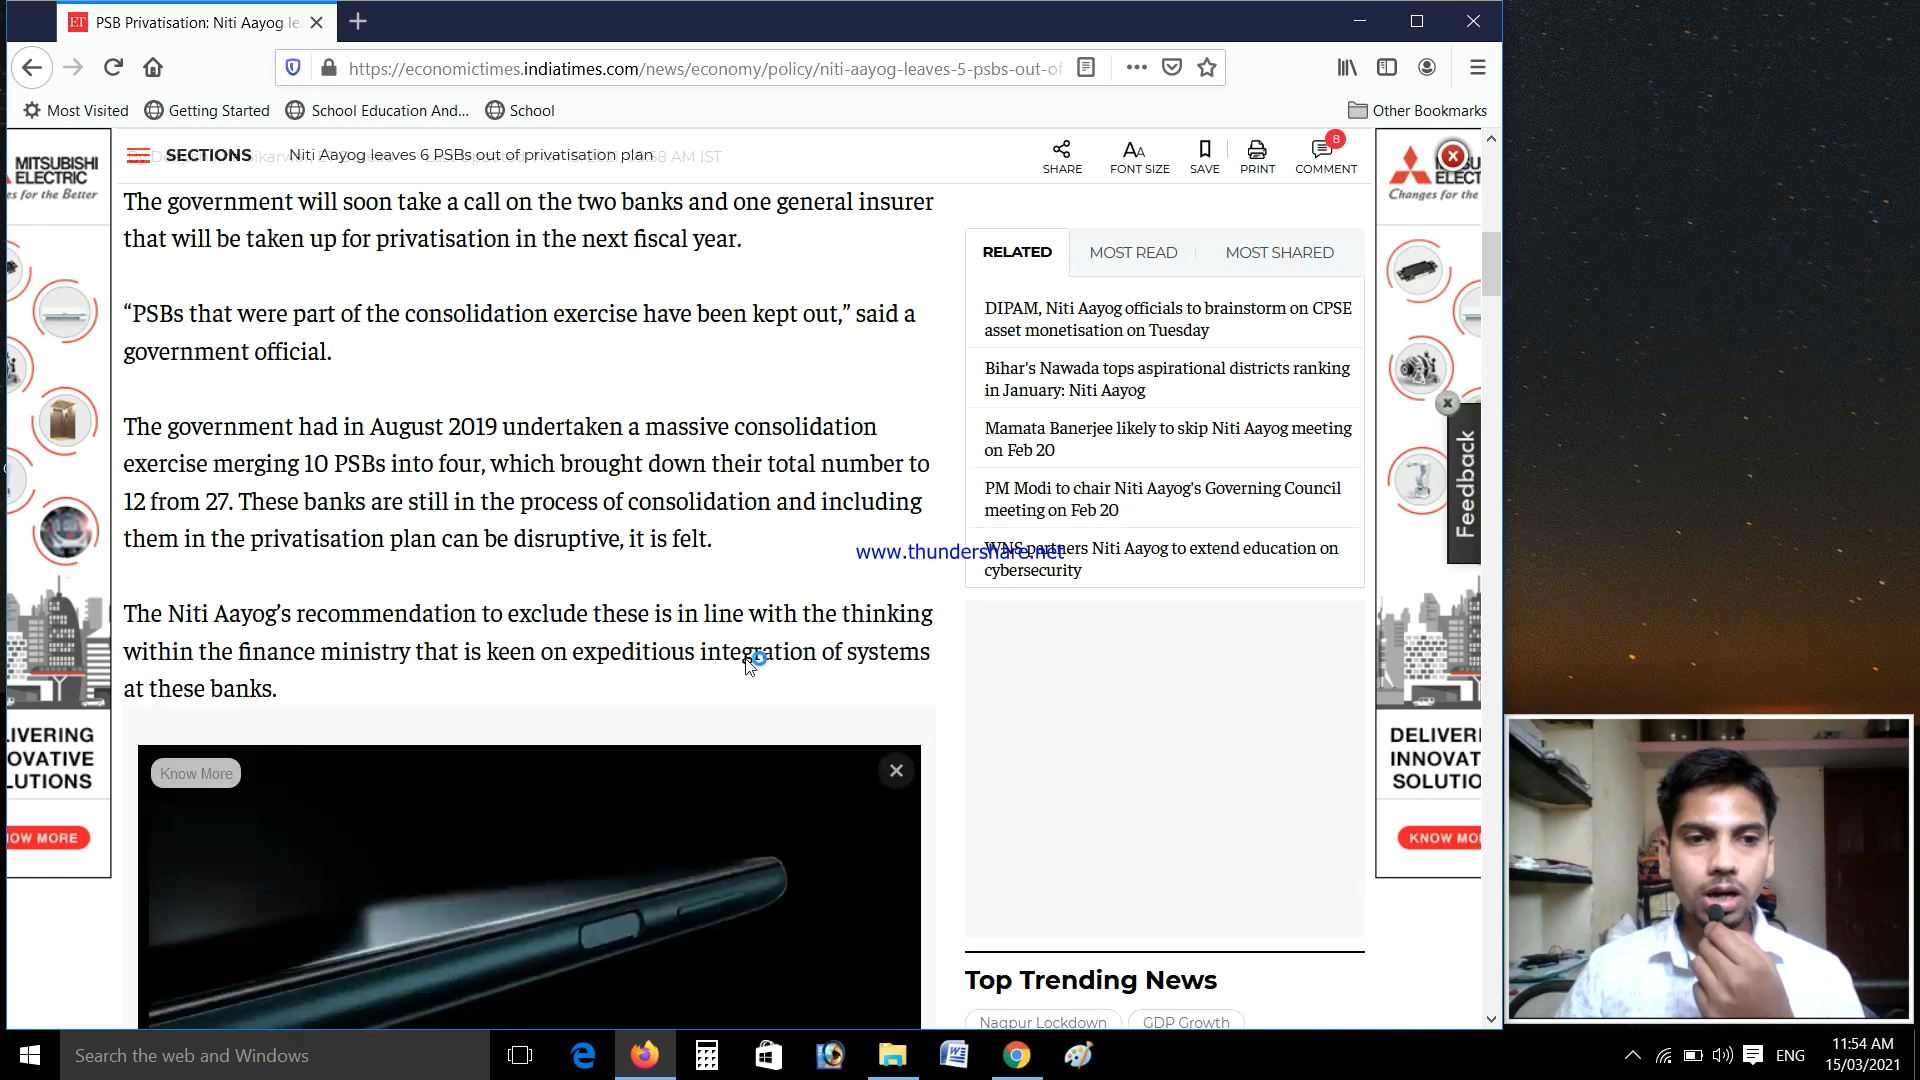 PSB Privatisation: Niti Aayog le
https://economictimes.indiatimes.com/news/economy/policy/niti-aayog-leaves-5-psbs-out-of
Most Visited
Getting Started
School Education And...
School
Other Bookmarks
MITSUBISHI
ELECTRIC
es for the Better
SECTIONS
Niti Aayog leaves 6 PSBs out of privatisation plan
SHARE
FONT SIZE
SAVE
PRINT
8
COMMENT
ELECT
Changes for the
The government will soon take a call on the two banks and one general insurer
that will be taken up for privatisation in the next fiscal year.
“PSBs that were part of the consolidation exercise have been kept out,” said a
government official.
The government had in August 2019 undertaken a massive consolidation
exercise merging 10 PSBs into four, which brought down their total number to
12 from 27. These banks are still in the process of consolidation and including
them in the privatisation plan can be disruptive, it is felt.
The Niti Aayog’s recommendation to exclude these is in line with the thinking
within the finance ministry that is keen on expeditious integration of systems
at these banks.
RELATED
MOST READ
MOST SHARED
DIPAM, Niti Aayog officials to brainstorm on CPSE
asset monetisation on Tuesday
Bihar's Nawada tops aspirational districts ranking
in January: Niti Aayog
Mamata Banerjee likely to skip Niti Aayog meeting
on Feb 20
PM Modi to chair Niti Aayog's Governing Council
meeting on Feb 20
WNS partners Niti Aayog to extend education on
cybersecurity
www.thundershare.net
Feedback
Know More
IVERING
OVATIVE
LUTIONS
OW MORE
DELIVERI
INNOVAT
SOLUTIO
KNOW MO
Top Trending News
Nagpur Lockdown
GDP Growth
Search the web and Windows
ENG
11:54 AM
15/03/2021